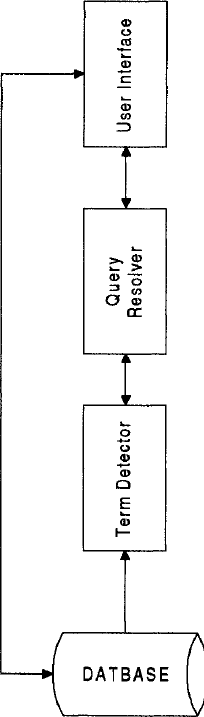 User Interface
Query
Resolver
Term Detector
DATBASE